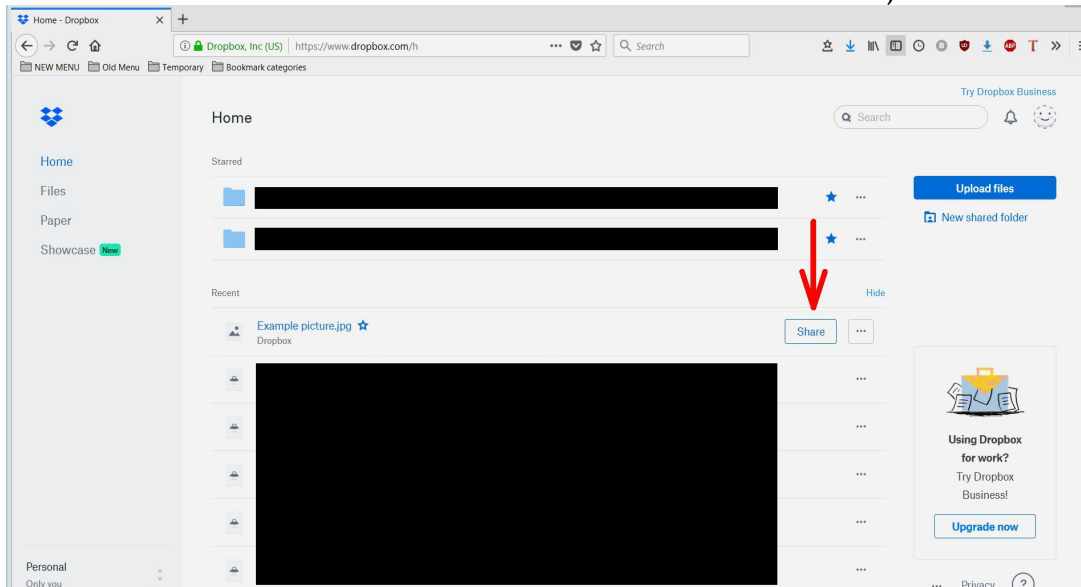 Home - Dropbox
Dropbox, Inc (US) https://www.dropbox.com/h
Search
NEW MENU Old Menu Temporary Bookmark categories
Try Dropbox Business
Home
Search
Home
Files
Paper
Showcase New
Starred
Upload files
New shared folder
Recent
Hide
Example picture.jpg
Dropbox
Share
Using Dropbox
for work?
Try Dropbox
Business!
Upgrade now
Personal
Only you
Privacy